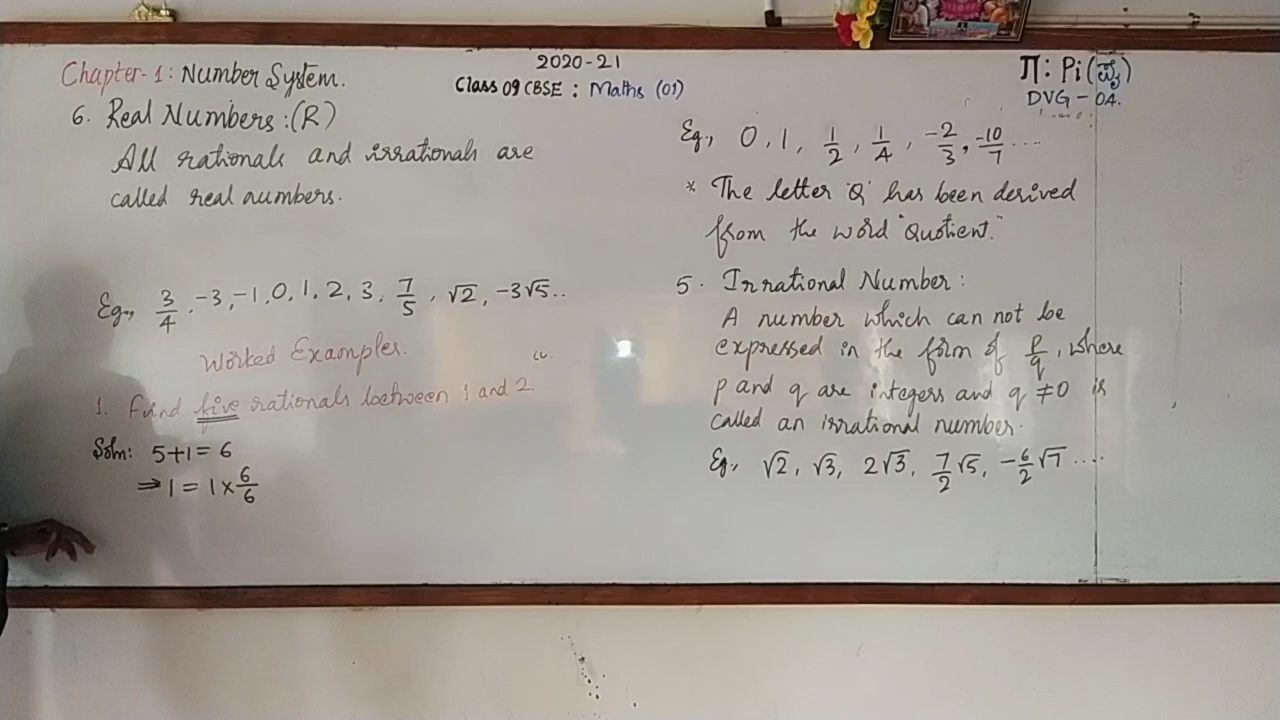 2020-21
Class 09 CBSE : Maths (01)
Π: Pi (ಪೈ)
DVG - 04.
Chapter-1: Number System.
6. Real Numbers: (R)
All rationals and irrationals are
called real numbers.
Eg., 3/4, -3, -1, 0, 1, 2, 3, 7/5, √2, -3√5..
Worked Examples.
1. Find five rationals between 1 and 2.
Soln: 5+1 = 6
⇒ 1 = 1 × 6/6
Eg., 0, 1, 1/2, 1/4, -2/3, -10/7 ....
* The letter 'Q' has been derived
from the word "Quotient."
5. Irrational Number:
A number which can not be
expressed in the form of p/q, where
p and q are integers and q ≠ 0 is
called an irrational number.
Eg., √2, √3, 2√3, 7/2 √5, -6/2 √7 ....